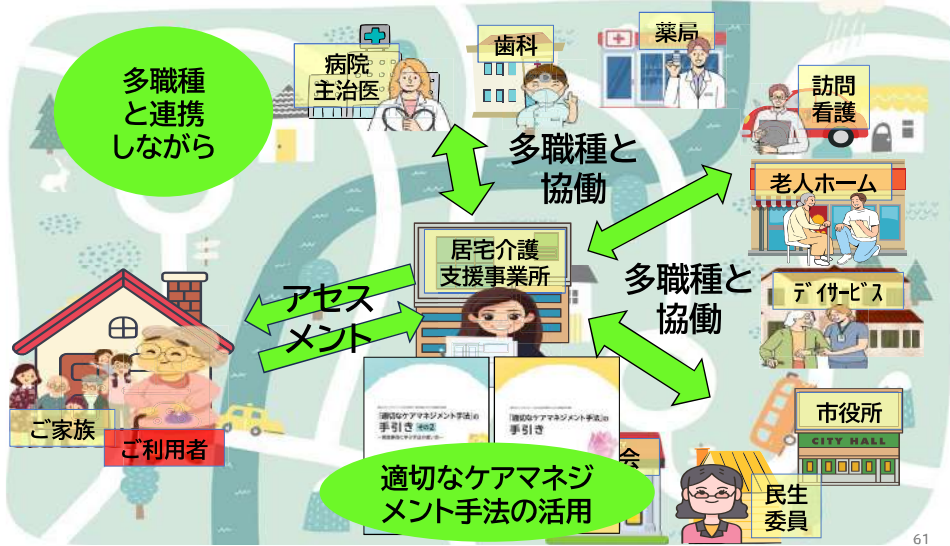 多職種
と連携
しながら
病院
主治医
歯科
薬局
訪問
看護
多職種と
協働
老人ホーム
居宅介護
支援事業所
多職種と
協働
デイサービス
アセス
メント
ご家族
ご利用者
「適切なケアマネジメント手法」の
手引き その2
「適切なケアマネジメント手法」の
手引き
市役所
CITY HALL
会
適切なケアマネジ
メント手法の活用
民生
委員
61